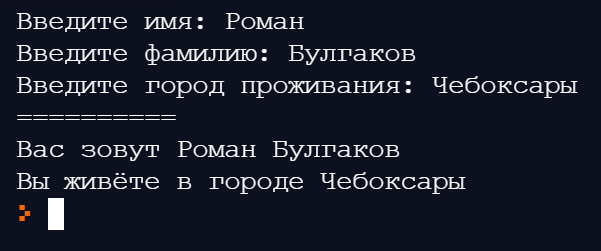 Введите имя: Роман
Введите фамилию: Булгаков
Введите город проживания: Чебоксары
==========
Вас зовут Роман Булгаков
Вы живёте в городе Чебоксары
>